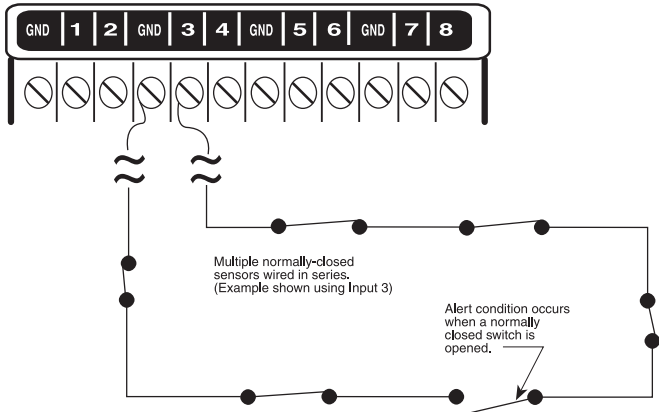 GND 1 2 GND 3 4 GND 5 6 GND 7 8
Multiple normally-closed
sensors wired in series.
(Example shown using Input 3)
Alert condition occurs
when a normally
closed switch is
opened.